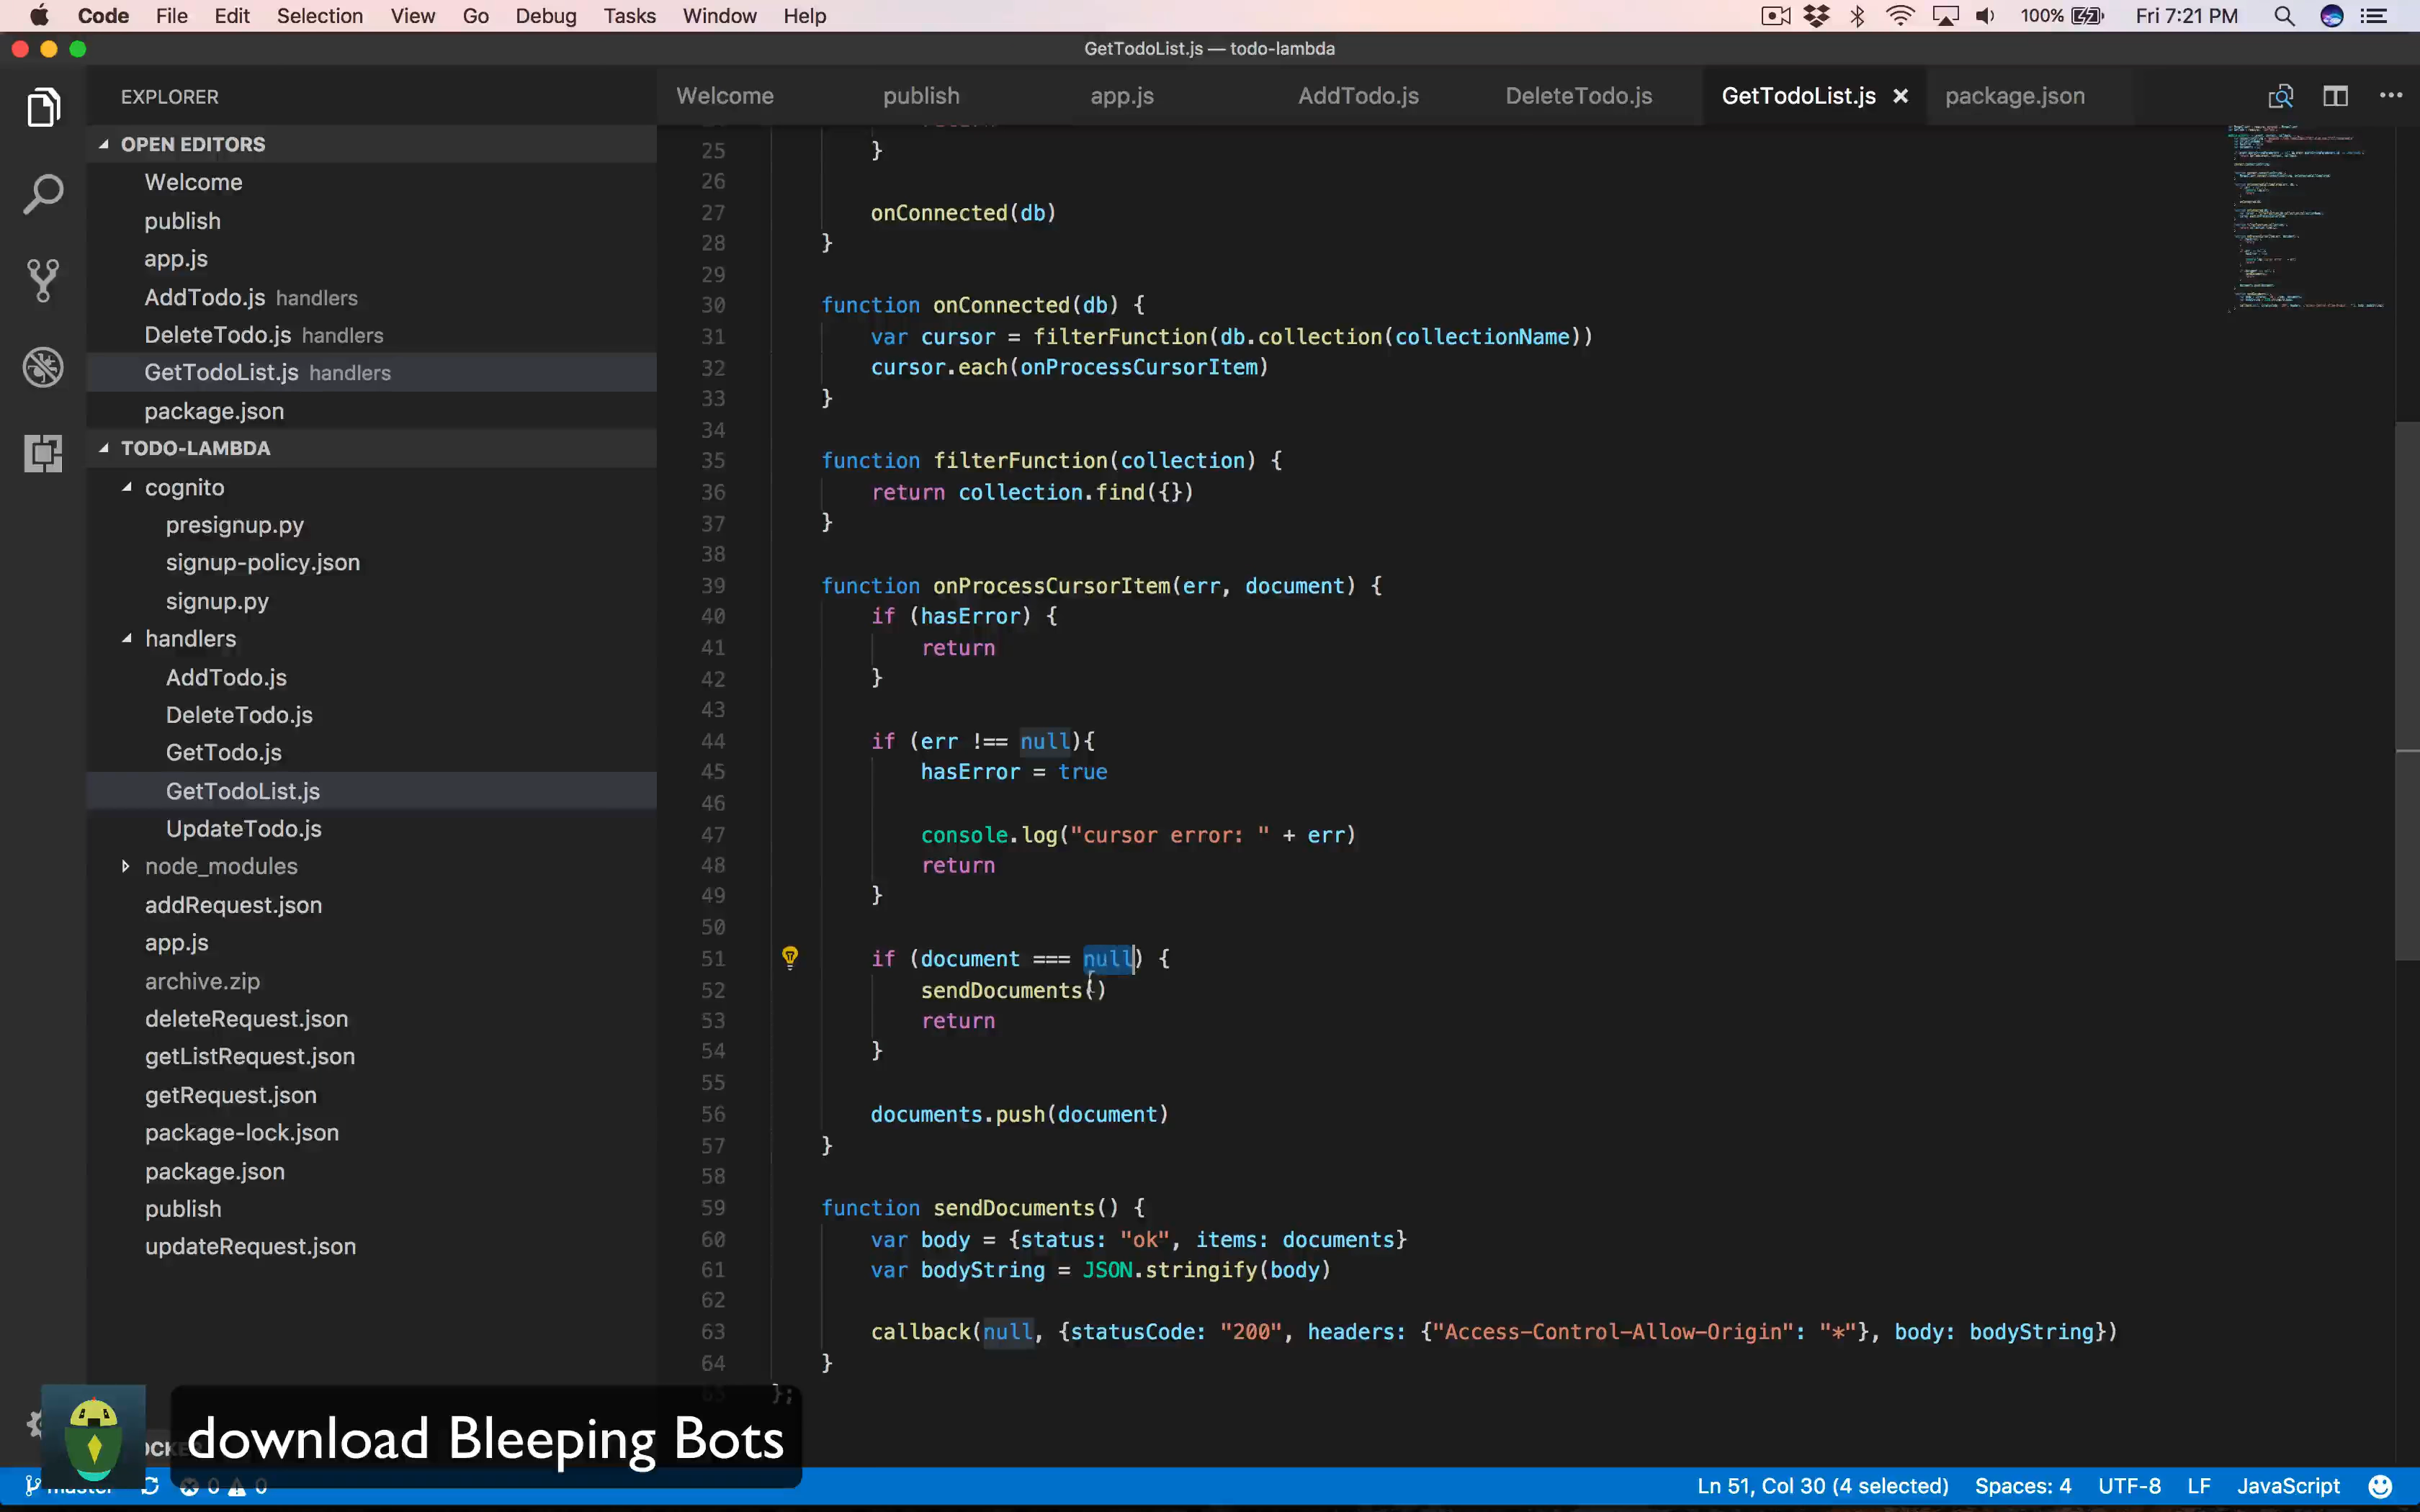 Code File Edit Selection View Go Debug Tasks Window Help 100% Fri 7:21 PM
GetTodoList.js — todo-lambda
EXPLORER
OPEN EDITORS
Welcome
publish
app.js
AddTodo.js handlers
DeleteTodo.js handlers
GetTodoList.js handlers
package.json
TODO-LAMBDA
cognito
presignup.py
signup-policy.json
signup.py
handlers
AddTodo.js
DeleteTodo.js
GetTodo.js
GetTodoList.js
UpdateTodo.js
node_modules
addRequest.json
app.js
archive.zip
deleteRequest.json
getListRequest.json
getRequest.json
package-lock.json
package.json
publish
updateRequest.json
Welcome publish app.js AddTodo.js DeleteTodo.js GetTodoList.js × package.json
25 }
26
27 onConnected(db)
28 }
29
30 function onConnected(db) {
31 var cursor = filterFunction(db.collection(collectionName))
32 cursor.each(onProcessCursorItem)
33 }
34
35 function filterFunction(collection) {
36 return collection.find({})
37 }
38
39 function onProcessCursorItem(err, document) {
40 if (hasError) {
41 return
42 }
43
44 if (err !== null){
45 hasError = true
46
47 console.log("cursor error: " + err)
48 return
49 }
50
51 if (document === null) {
52 sendDocuments()
53 return
54 }
55
56 documents.push(document)
57 }
58
59 function sendDocuments() {
60 var body = {status: "ok", items: documents}
61 var bodyString = JSON.stringify(body)
62
63 callback(null, {statusCode: "200", headers: {"Access-Control-Allow-Origin": "*"}, body: bodyString})
64 }
65 };
download Bleeping Bots
master 0 0 Ln 51, Col 30 (4 selected) Spaces: 4 UTF-8 LF JavaScript